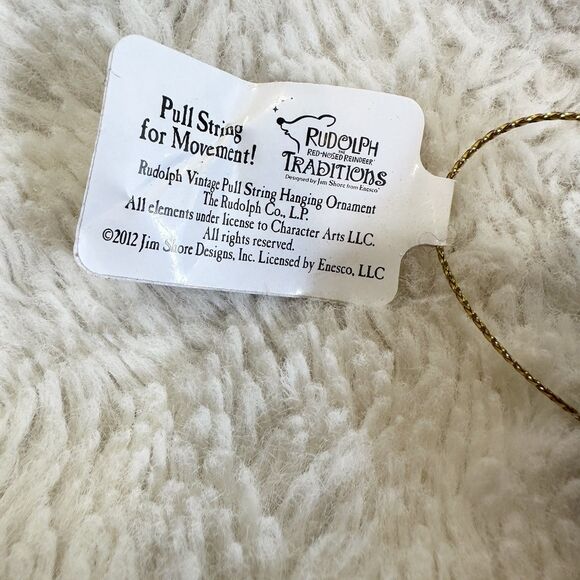 Pull String
for Movement!
RUDOLPH
THE
RED-NOSED REINDEER®
TRADITIONS
Designed by Jim Shore from Enesco®
Rudolph Vintage Pull String Hanging Ornament
The Rudolph Co., L.P.
All elements under license to Character Arts LLC.
All rights reserved.
©2012 Jim Shore Designs, Inc. Licensed by Enesco, LLC